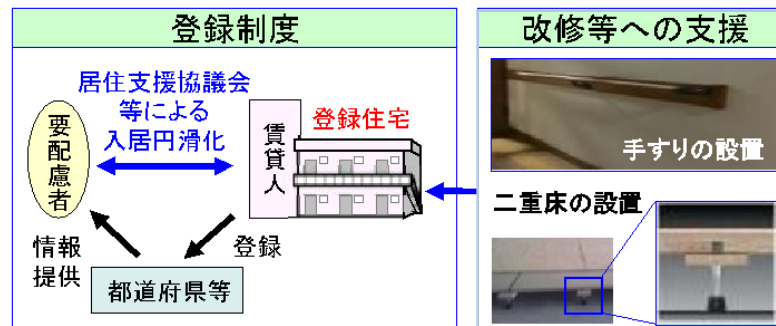 登録制度
居住支援協議会
等による
入居円滑化
要配慮者
賃貸人
登録住宅
情報
提供
登録
都道府県等
改修等への支援
手すりの設置
二重床の設置